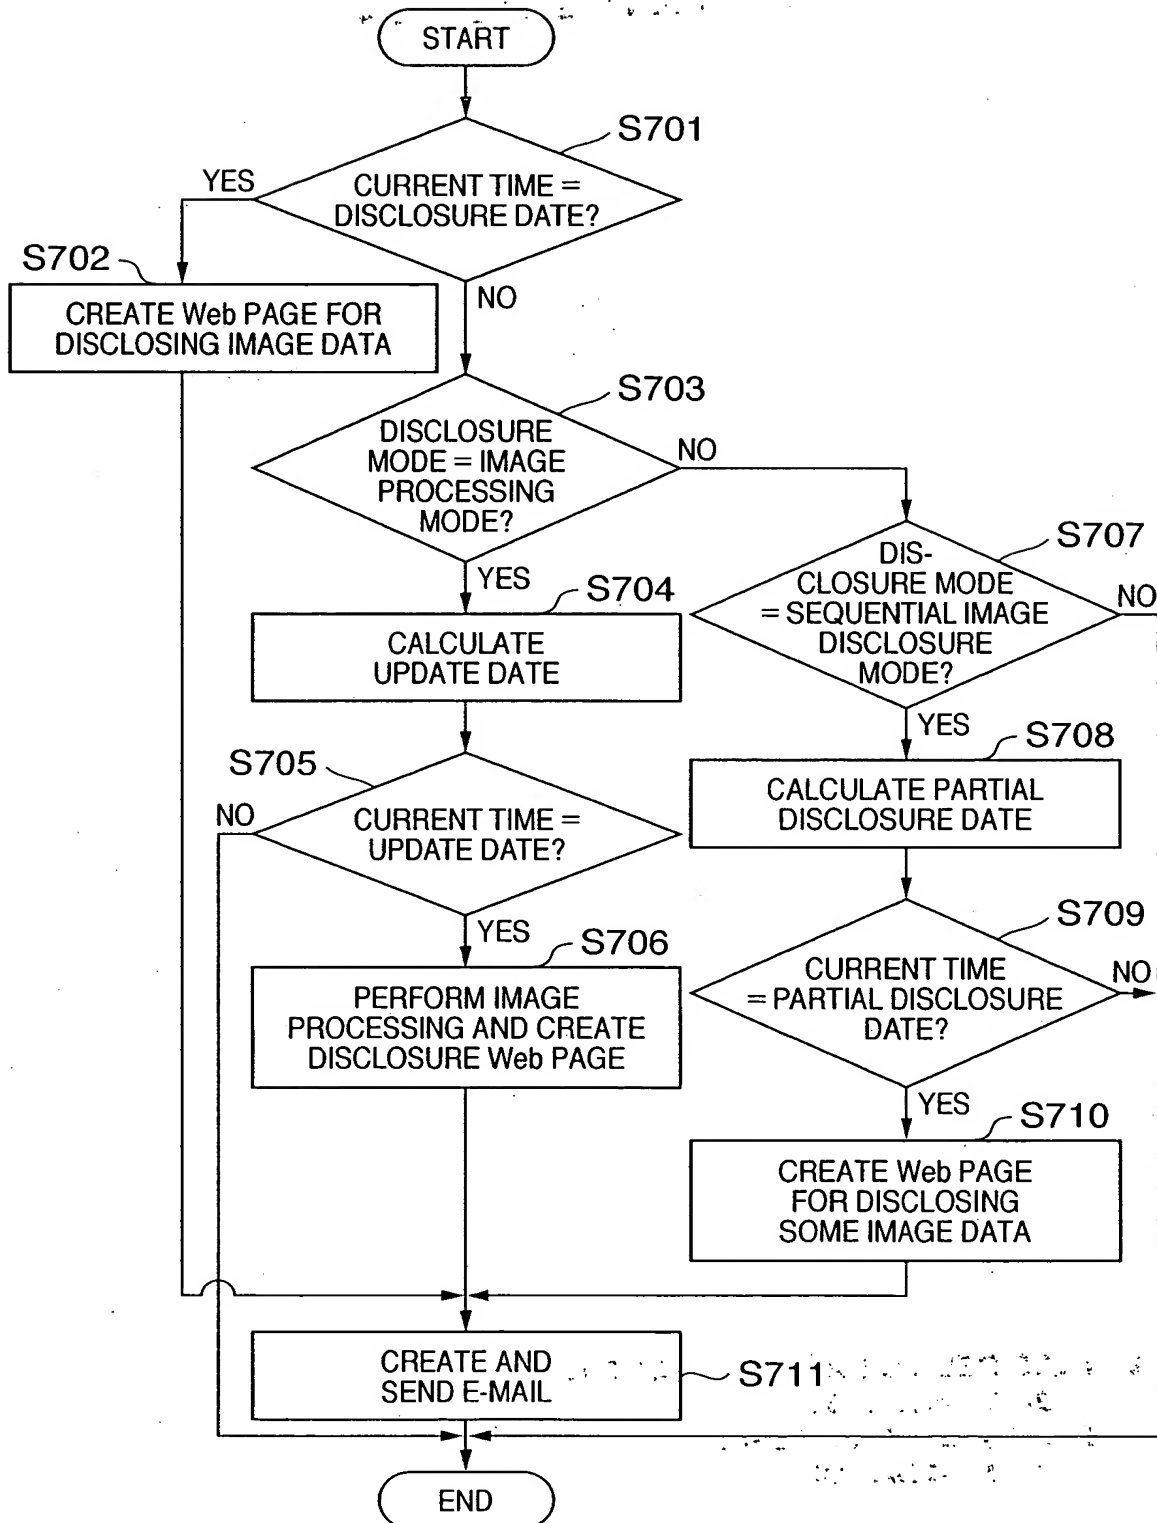 START
S701
YES
CURRENT TIME =
DISCLOSURE DATE?
S702
NO
CREATE Web PAGE FOR
DISCLOSING IMAGE DATA
S703
DISCLOSURE
MODE = IMAGE
PROCESSING
MODE?
NO
YES
S704
CALCULATE
UPDATE DATE
S707
DIS-
CLOSURE MODE
= SEQUENTIAL IMAGE
DISCLOSURE
MODE?
NO
YES
S705
NO
CURRENT TIME =
UPDATE DATE?
YES
S708
CALCULATE PARTIAL
DISCLOSURE DATE
S706
PERFORM IMAGE
PROCESSING AND CREATE
DISCLOSURE Web PAGE
S709
CURRENT TIME
= PARTIAL DISCLOSURE
DATE?
NO
YES
S710
CREATE Web PAGE
FOR DISCLOSING
SOME IMAGE DATA
CREATE AND
SEND E-MAIL
S711
END